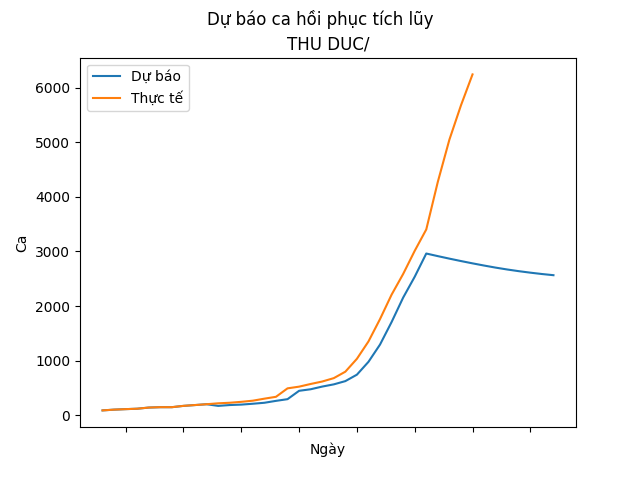 Dự báo ca hồi phục tích lũy
THU DUC/
Dự báo
Thực tế
6000
5000
4000
3000
2000
1000
0
Ca
Ngày